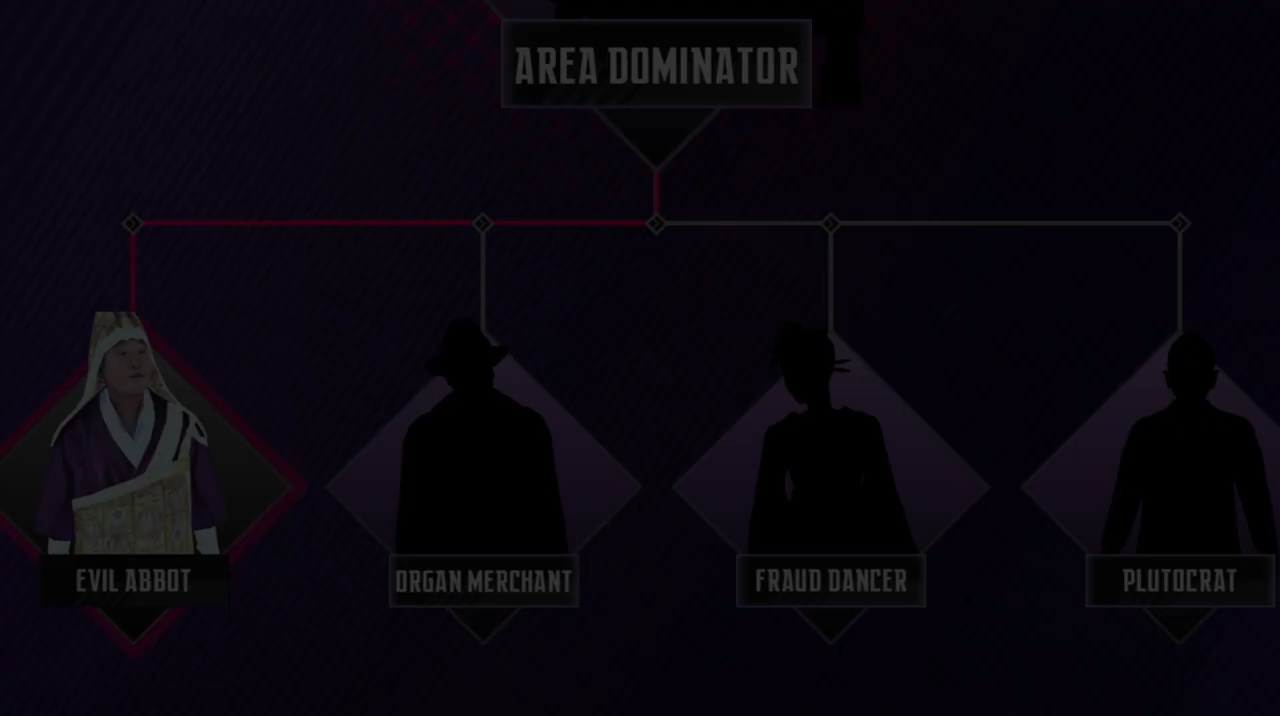 AREA DOMINATOR
EVIL ABBOT
ORGAN MERCHANT
FRAUD DANCER
PLUTOCRAT